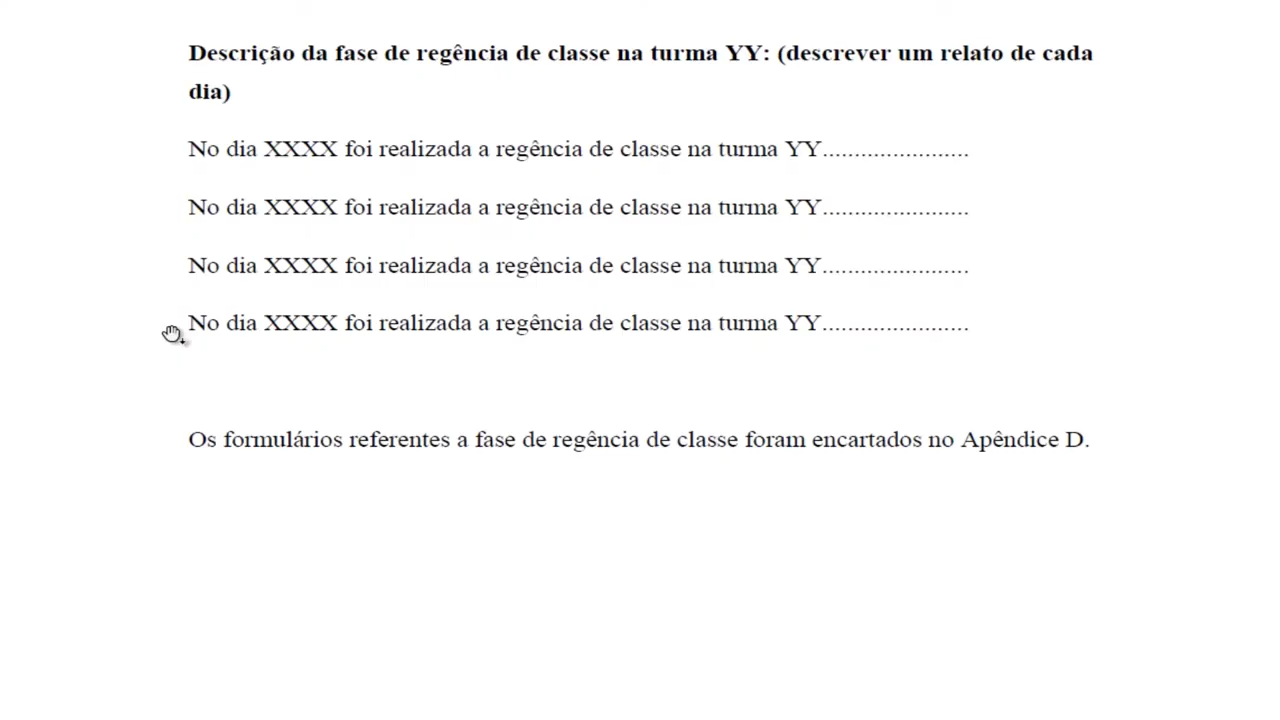 Descrição da fase de regência de classe na turma YY: (descrever um relato de cada
dia)
No dia XXXX foi realizada a regência de classe na turma YY.......................
No dia XXXX foi realizada a regência de classe na turma YY.......................
No dia XXXX foi realizada a regência de classe na turma YY.......................
No dia XXXX foi realizada a regência de classe na turma YY.......................
Os formulários referentes a fase de regência de classe foram encartados no Apêndice D.